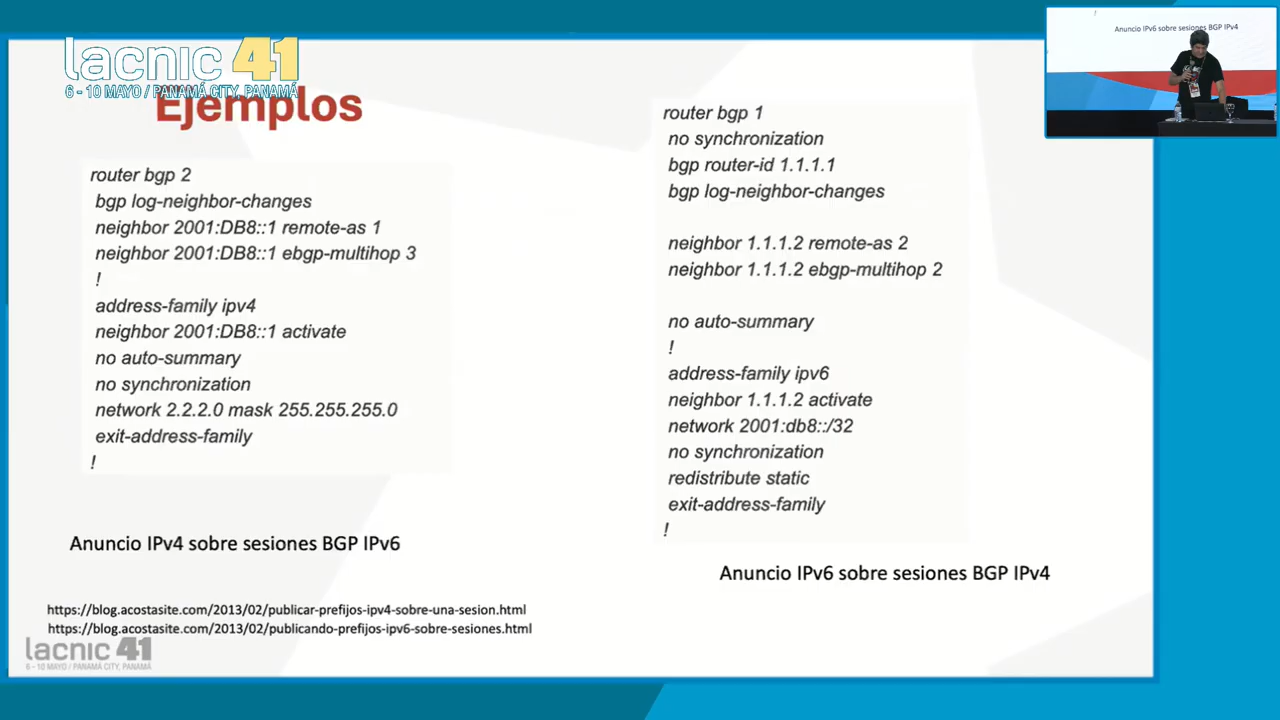 lacnic 41
6 - 10 MAYO / PANAMÁ CITY, PANAMÁ
Ejemplos
router bgp 2
bgp log-neighbor-changes
neighbor 2001:DB8::1 remote-as 1
neighbor 2001:DB8::1 ebgp-multihop 3
!
address-family ipv4
neighbor 2001:DB8::1 activate
no auto-summary
no synchronization
network 2.2.2.0 mask 255.255.255.0
exit-address-family
!
Anuncio IPv4 sobre sesiones BGP IPv6
router bgp 1
no synchronization
bgp router-id 1.1.1.1
bgp log-neighbor-changes
neighbor 1.1.1.2 remote-as 2
neighbor 1.1.1.2 ebgp-multihop 2
no auto-summary
!
address-family ipv6
neighbor 1.1.1.2 activate
network 2001:db8::/32
no synchronization
redistribute static
exit-address-family
!
Anuncio IPv6 sobre sesiones BGP IPv4
https://blog.acostasite.com/2013/02/publicar-prefijos-ipv4-sobre-una-sesion.html
https://blog.acostasite.com/2013/02/publicando-prefijos-ipv6-sobre-sesiones.html
lacnic 41
6 - 10 MAYO / PANAMÁ CITY, PANAMÁ
!
Anuncio IPv6 sobre sesiones BGP IPv4